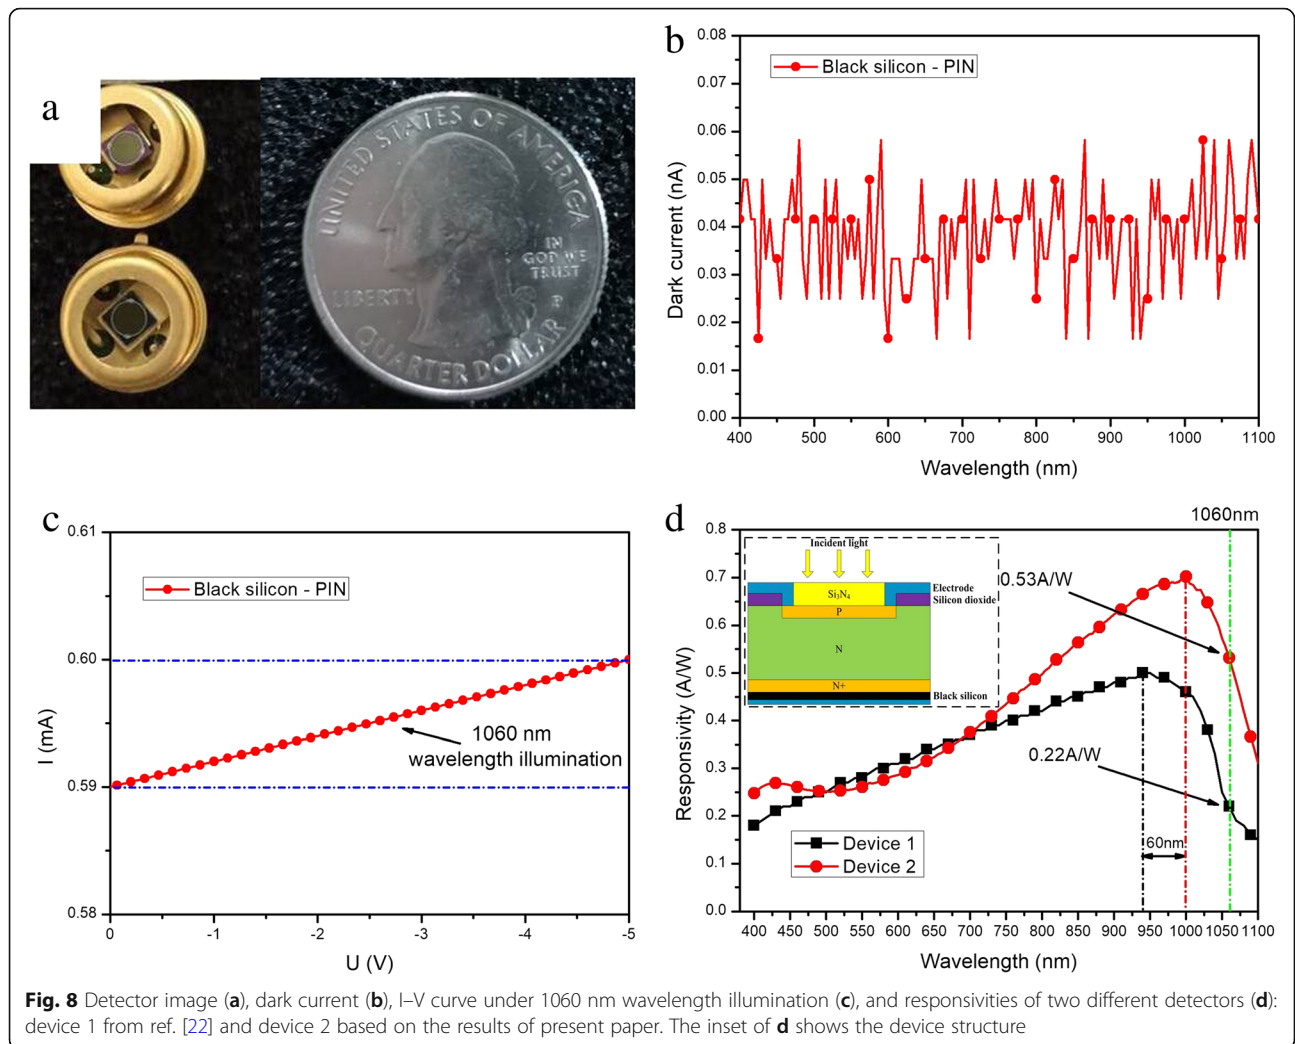 a
UNITED STATES OF AMERICA
LIBERTY
IN
GOD WE
TRUST
P
QUARTER DOLLAR
b
0.08
0.07
0.06
0.05
0.04
0.03
0.02
0.01
0.00
Dark current (nA)
Black silicon - PIN
400 500 600 700 800 900 1000 1100
Wavelength (nm)
c
0.61
0.60
0.59
0.58
I (mA)
Black silicon - PIN
1060 nm
wavelength illumination
0 -1 -2 -3 -4 -5
U (V)
d
1060nm
0.8
0.7
0.6
0.5
0.4
0.3
0.2
0.1
0.0
Responsivity (A/W)
Incident light
Electrode
Silicon dioxide
Si3N4
P
N
N+
Black silicon
0.53A/W
0.22A/W
60nm
Device 1
Device 2
400 450 500 550 600 650 700 750 800 850 900 950 1000 1050 1100
Wavelength (nm)
Fig. 8 Detector image (a), dark current (b), I–V curve under 1060 nm wavelength illumination (c), and responsivities of two different detectors (d):
device 1 from ref. [22] and device 2 based on the results of present paper. The inset of d shows the device structure